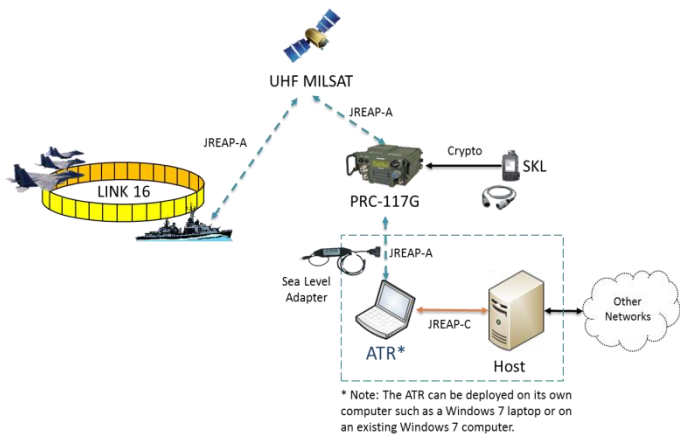 UHF MILSAT
JREAP-A
JREAP-A
LINK 16
Crypto
SKL
PRC-117G
JREAP-A
Sea Level
Adapter
JREAP-C
ATR*
Host
Other
Networks
* Note: The ATR can be deployed on its own
computer such as a Windows 7 laptop or on
an existing Windows 7 computer.